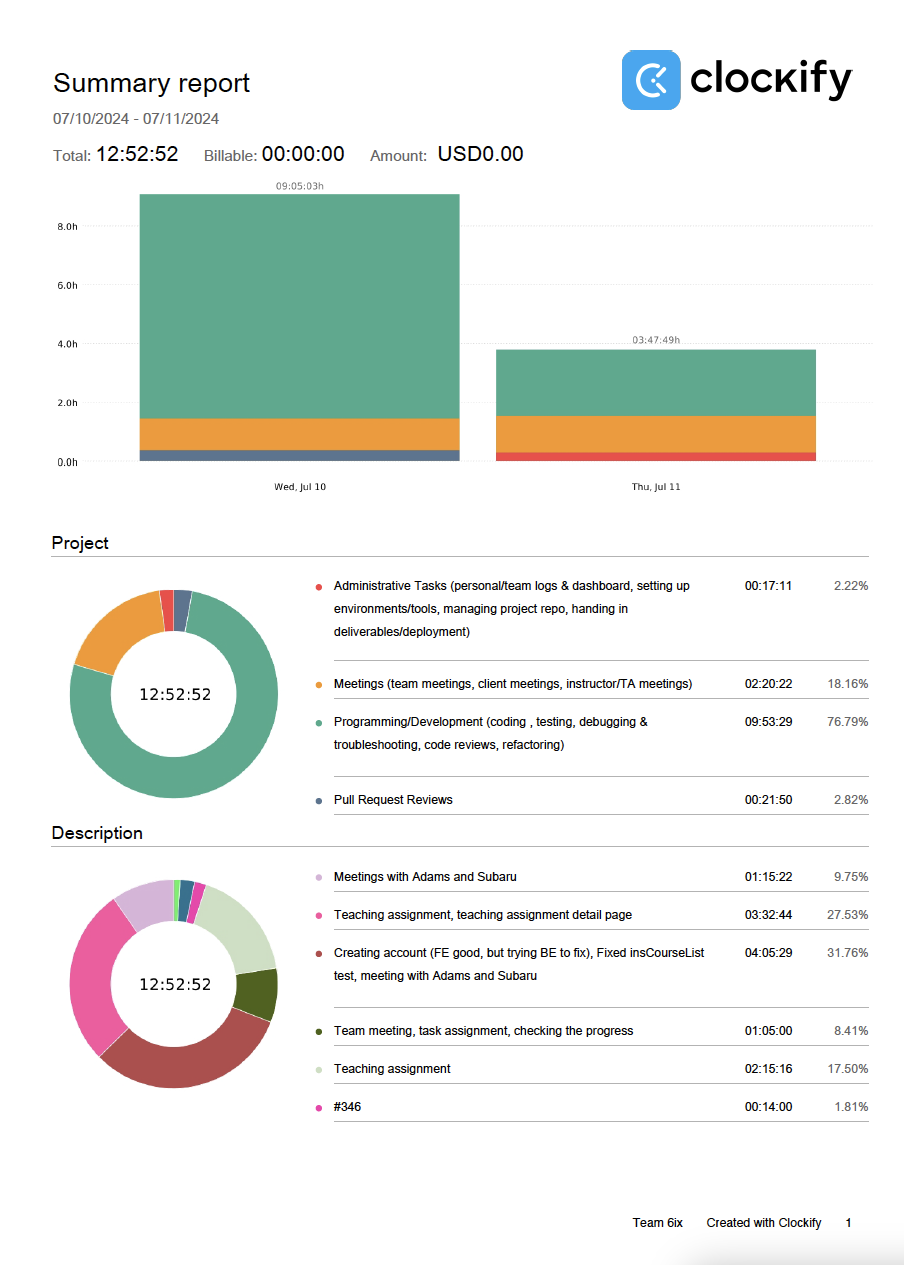 Summary report
clockify
07/10/2024 - 07/11/2024
Total: 12:52:52 Billable: 00:00:00 Amount: USD0.00
09:05:03h
8.0h
6.0h
4.0h
03:47:49h
2.0h
0.0h
Wed, Jul 10 Thu, Jul 11
Project
Administrative Tasks (personal/team logs & dashboard, setting up 00:17:11 2.22%
environments/tools, managing project repo, handing in
deliverables/deployment)
12:52:52
Meetings (team meetings, client meetings, instructor/TA meetings) 02:20:22 18.16%
Programming/Development (coding , testing, debugging & 09:53:29 76.79%
troubleshooting, code reviews, refactoring)
Pull Request Reviews 00:21:50 2.82%
Description
Meetings with Adams and Subaru 01:15:22 9.75%
Teaching assignment, teaching assignment detail page 03:32:44 27.53%
Creating account (FE good, but trying BE to fix), Fixed insCourseList 04:05:29 31.76%
test, meeting with Adams and Subaru
12:52:52
Team meeting, task assignment, checking the progress 01:05:00 8.41%
Teaching assignment 02:15:16 17.50%
#346 00:14:00 1.81%
Team 6ix Created with Clockify 1